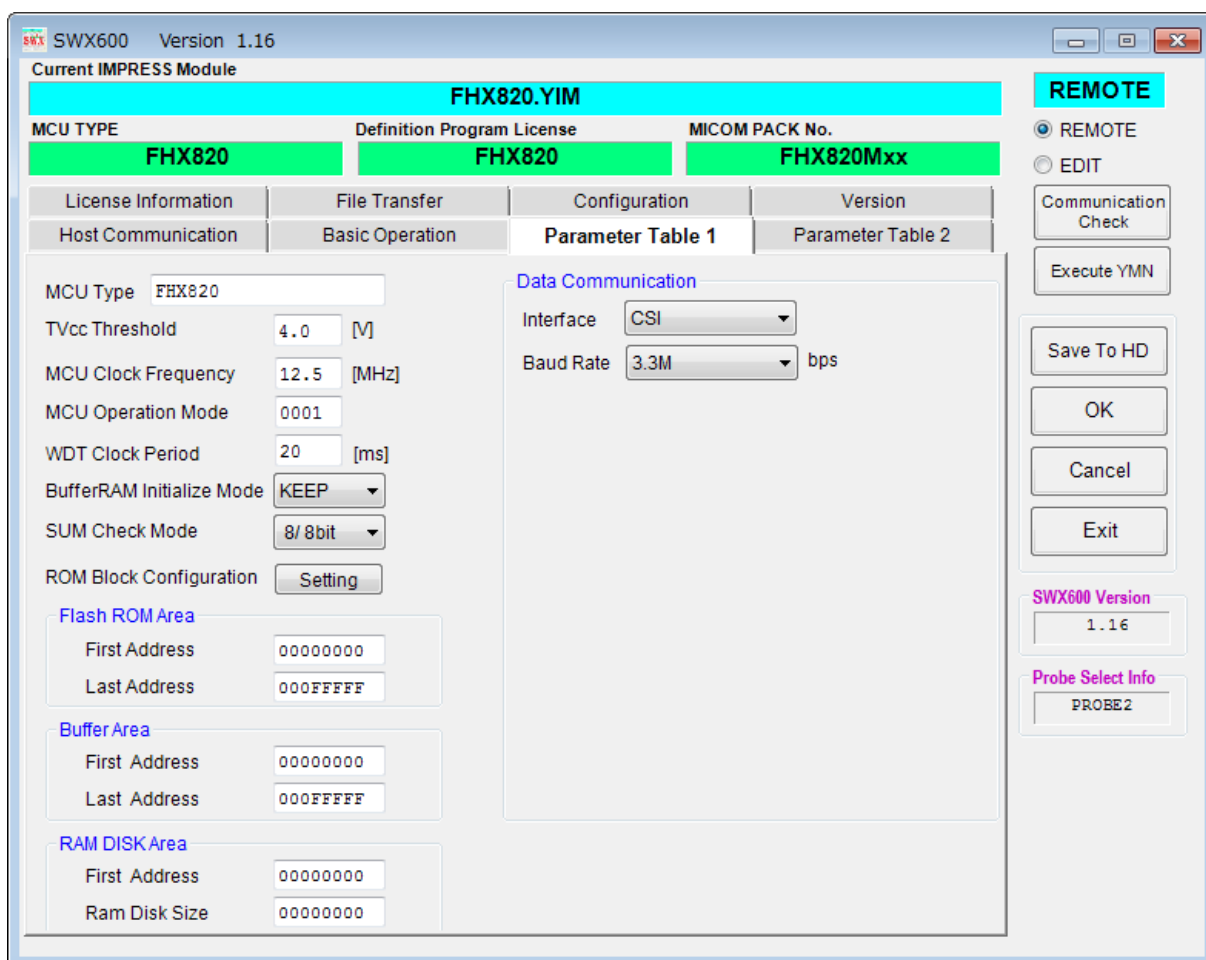 SWX600 Version 1.16
Current IMPRESS Module
FHX820.YIM
MCU TYPE Definition Program License MICOM PACK No.
FHX820 FHX820 FHX820Mxx
License Information File Transfer Configuration Version
Host Communication Basic Operation Parameter Table 1 Parameter Table 2
MCU Type FHX820
TVcc Threshold 4.0 [V]
MCU Clock Frequency 12.5 [MHz]
MCU Operation Mode 0001
WDT Clock Period 20 [ms]
BufferRAM Initialize Mode KEEP
SUM Check Mode 8/ 8bit
ROM Block Configuration Setting
Flash ROM Area
First Address 00000000
Last Address 000FFFFF
Buffer Area
First Address 00000000
Last Address 000FFFFF
RAM DISK Area
First Address 00000000
Ram Disk Size 00000000
Data Communication
Interface CSI
Baud Rate 3.3M bps
REMOTE
REMOTE
EDIT
Communication
Check
Execute YMN
Save To HD
OK
Cancel
Exit
SWX600 Version
1.16
Probe Select Info
PROBE2